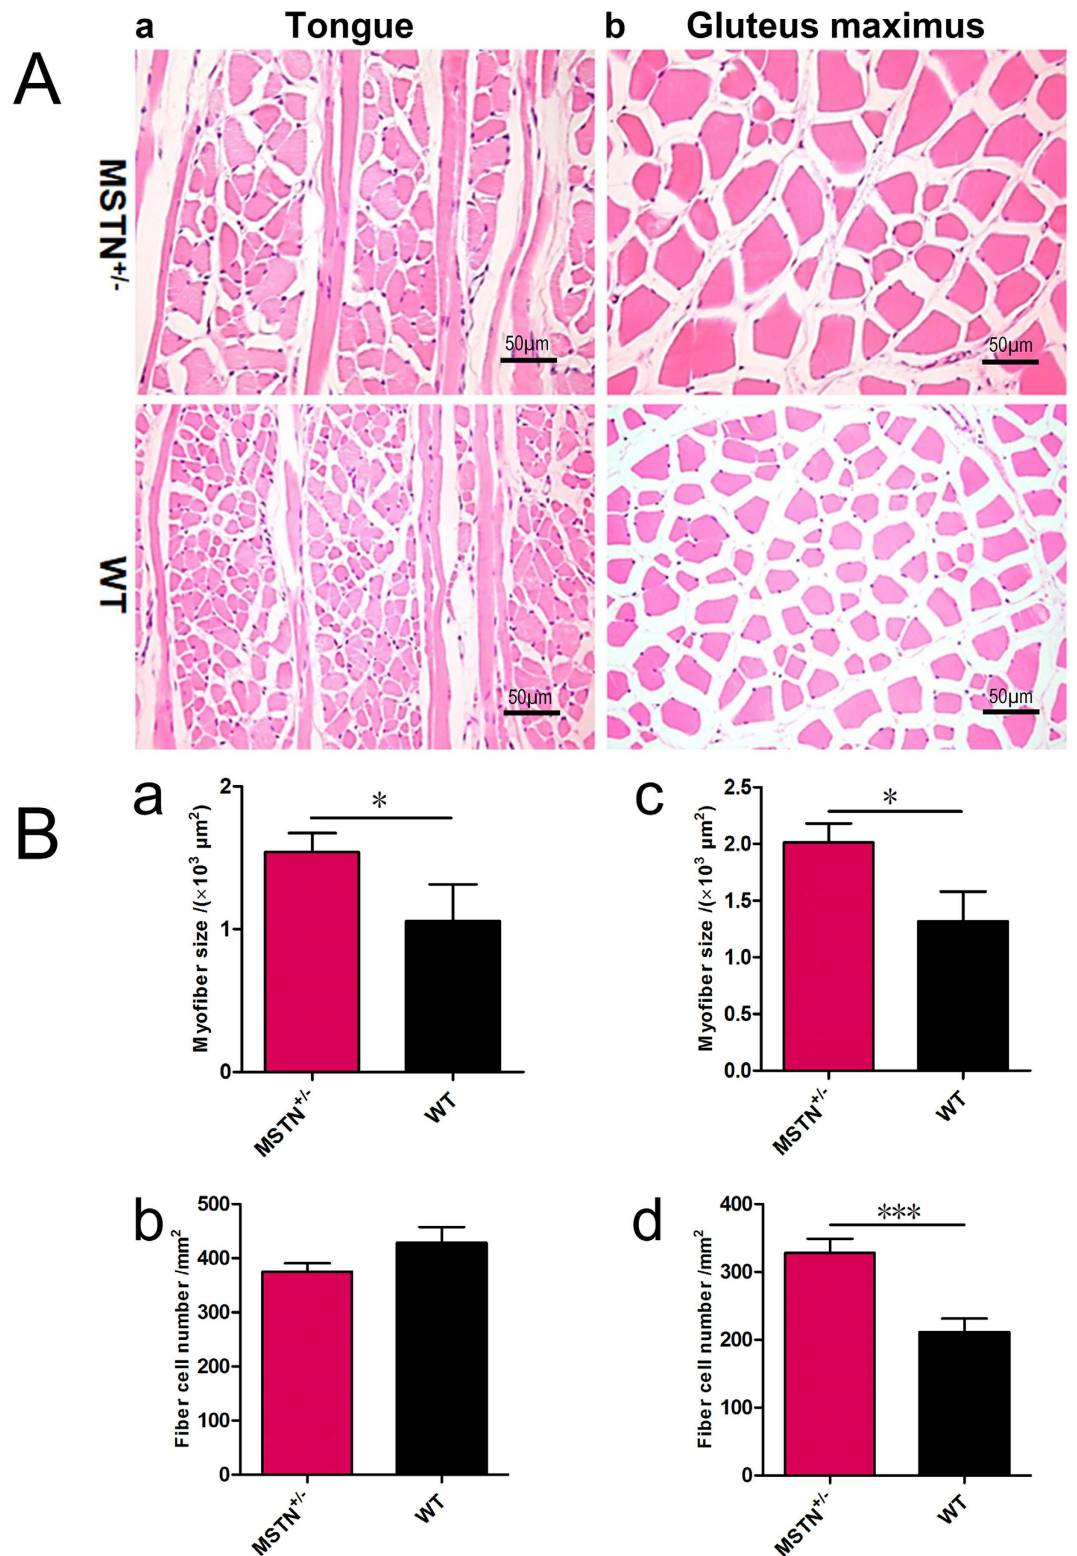 a Tongue
b Gluteus maximus
A
MSTN+/-
50μm
50μm
WT
50μm
50μm
B
a
Myofiber size /(×10³ μm²)
2
1
0
*
MSTN+/-
WT
c
Myofiber size /(×10³ μm²)
2.5
2.0
1.5
1.0
0.5
0.0
*
MSTN+/-
WT
b
Fiber cell number /mm²
500
400
300
200
100
0
MSTN+/-
WT
d
Fiber cell number /mm²
400
300
200
100
0
***
MSTN+/-
WT